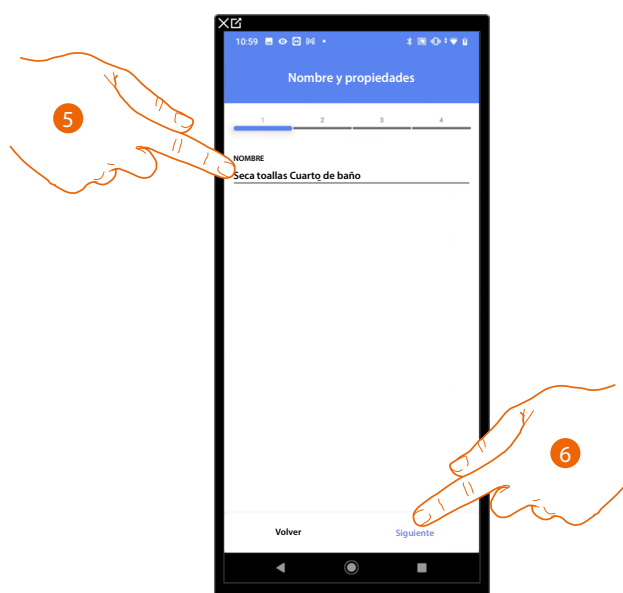 10:59
Nombre y propiedades
1 2 3 4
NOMBRE
Seca toallas Cuarto de baño
5
6
Volver Siguiente